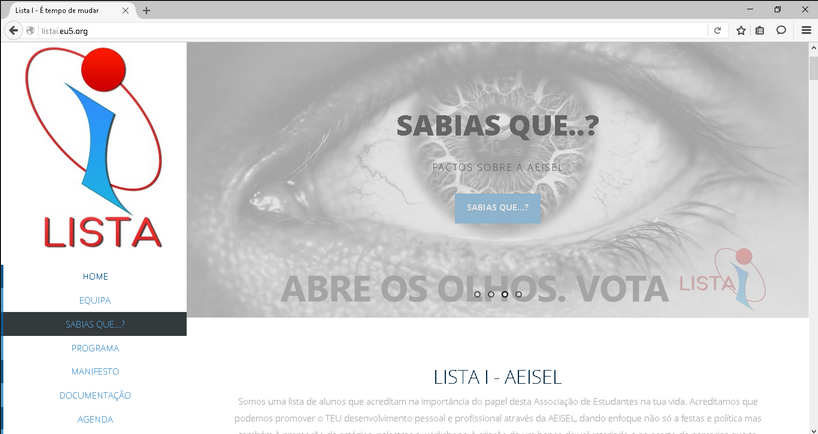 Lista I - É tempo de mudar
listai.eu5.org
LISTA
HOME
EQUIPA
SABIAS QUE...?
PROGRAMA
MANIFESTO
DOCUMENTAÇÃO
AGENDA
SABIAS QUE..?
FACTOS SOBRE A AEISEL
SABIAS QUE...?
ABRE OS OLHOS. VOTA
LISTA
LISTA I - AEISEL
Somos uma lista de alunos que acreditam na importância do papel desta Associação de Estudantes na tua vida. Acreditamos que
podemos promover o TEU desenvolvimento pessoal e profissional através da AEISEL, dando enfoque não só a festas e política mas